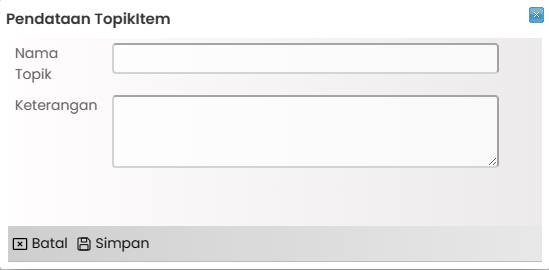 Pendataan TopikItem
Nama
Topik
Keterangan
Batal Simpan